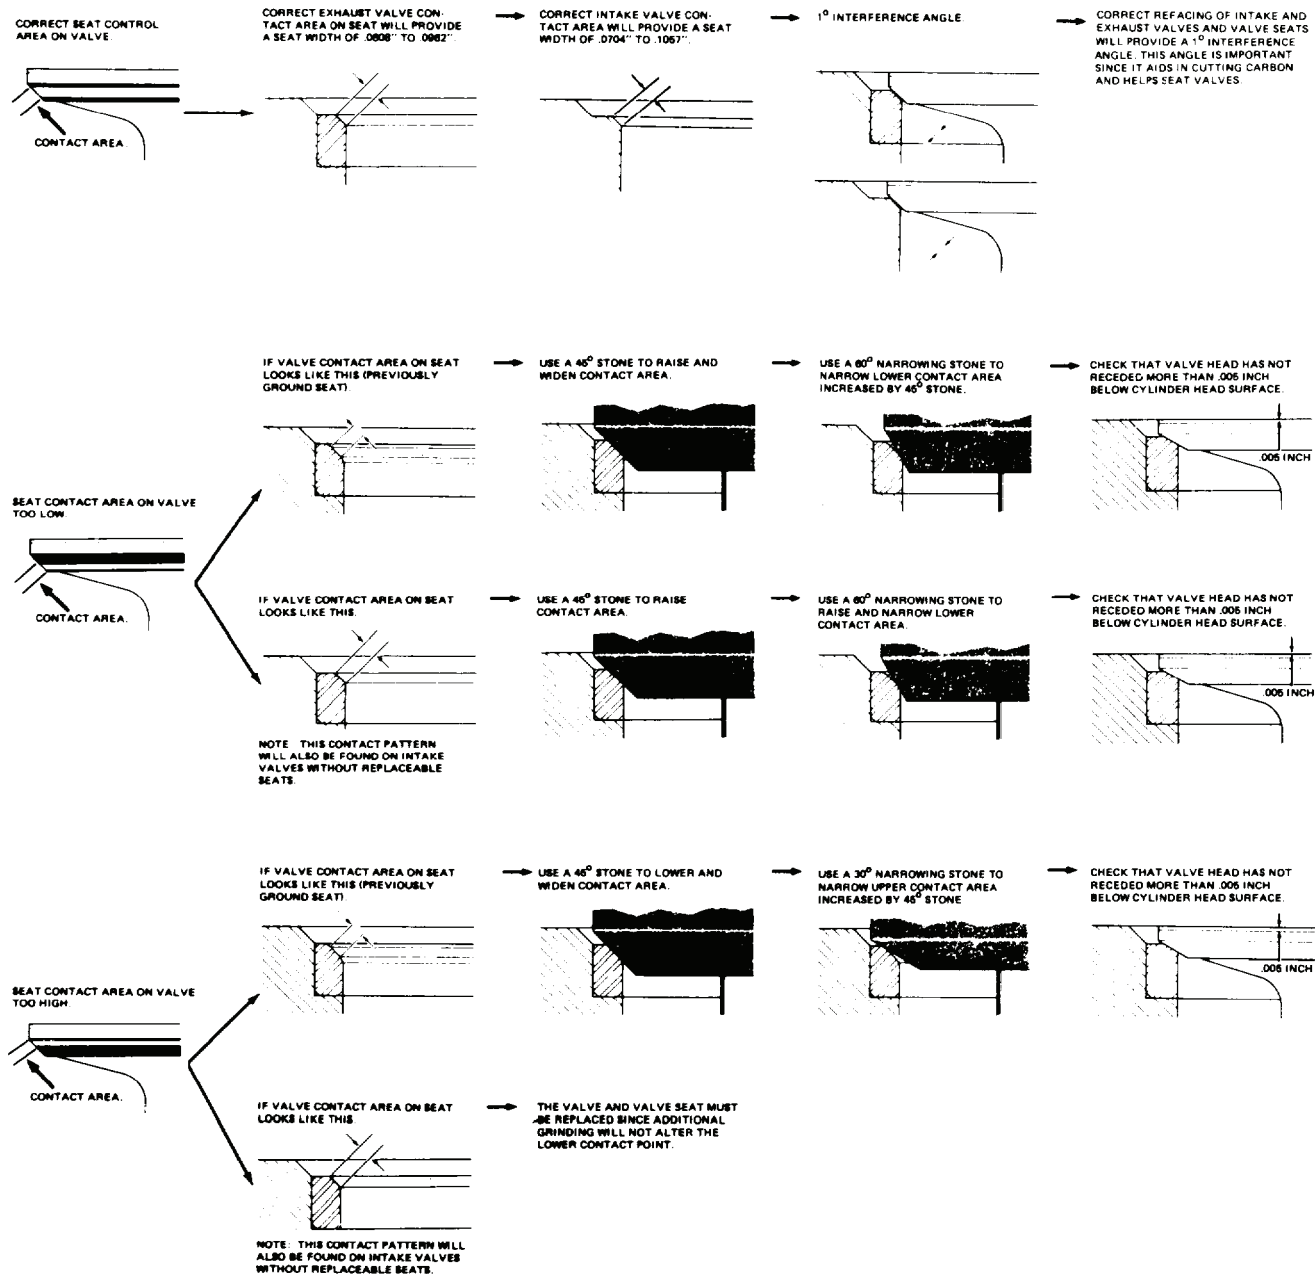 CORRECT SEAT CONTROL
AREA ON VALVE.
CONTACT AREA.
CORRECT EXHAUST VALVE CON-
TACT AREA ON SEAT WILL PROVIDE
A SEAT WIDTH OF .0808" TO .0982".
CORRECT INTAKE VALVE CON-
TACT AREA WILL PROVIDE A SEAT
WIDTH OF .0704" TO .1057".
1° INTERFERENCE ANGLE.
CORRECT REFACING OF INTAKE AND
EXHAUST VALVES AND VALVE SEATS
WILL PROVIDE A 1° INTERFERENCE
ANGLE. THIS ANGLE IS IMPORTANT
SINCE IT AIDS IN CUTTING CARBON
AND HELPS SEAT VALVES.
SEAT CONTACT AREA ON VALVE
TOO LOW.
CONTACT AREA.
IF VALVE CONTACT AREA ON SEAT
LOOKS LIKE THIS (PREVIOUSLY
GROUND SEAT).
USE A 45° STONE TO RAISE AND
WIDEN CONTACT AREA.
USE A 60° NARROWING STONE TO
NARROW LOWER CONTACT AREA
INCREASED BY 45° STONE.
CHECK THAT VALVE HEAD HAS NOT
RECEDED MORE THAN .005 INCH
BELOW CYLINDER HEAD SURFACE.
.005 INCH
IF VALVE CONTACT AREA ON SEAT
LOOKS LIKE THIS.
NOTE: THIS CONTACT PATTERN
WILL ALSO BE FOUND ON INTAKE
VALVES WITHOUT REPLACEABLE
SEATS.
USE A 45° STONE TO RAISE
CONTACT AREA.
USE A 60° NARROWING STONE TO
RAISE AND NARROW LOWER
CONTACT AREA.
CHECK THAT VALVE HEAD HAS NOT
RECEDED MORE THAN .005 INCH
BELOW CYLINDER HEAD SURFACE.
.005 INCH
SEAT CONTACT AREA ON VALVE
TOO HIGH.
CONTACT AREA.
IF VALVE CONTACT AREA ON SEAT
LOOKS LIKE THIS (PREVIOUSLY
GROUND SEAT).
USE A 45° STONE TO LOWER AND
WIDEN CONTACT AREA.
USE A 30° NARROWING STONE TO
NARROW UPPER CONTACT AREA
INCREASED BY 45° STONE
CHECK THAT VALVE HEAD HAS NOT
RECEDED MORE THAN .005 INCH
BELOW CYLINDER HEAD SURFACE.
.005 INCH
IF VALVE CONTACT AREA ON SEAT
LOOKS LIKE THIS.
NOTE: THIS CONTACT PATTERN WILL
ALSO BE FOUND ON INTAKE VALVES
WITHOUT REPLACEABLE SEATS.
THE VALVE AND VALVE SEAT MUST
BE REPLACED SINCE ADDITIONAL
GRINDING WILL NOT ALTER THE
LOWER CONTACT POINT.